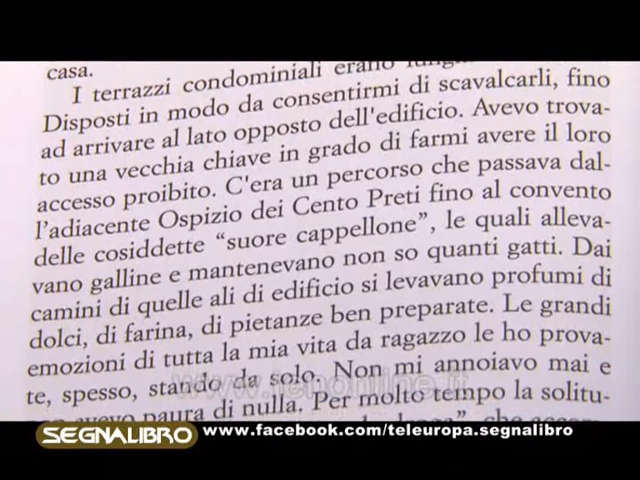 casa.
I terrazzi condominiali erano
Disposti in modo da consentirmi di scavalcarli, fino
ad arrivare al lato opposto dell'edificio. Avevo trova-
to una vecchia chiave in grado di farmi avere il loro
accesso proibito. C'era un percorso che passava dal-
l'adiacente Ospizio dei Cento Preti fino al convento
delle cosiddette “suore cappellone”, le quali alleva-
vano galline e mantenevano non so quanti gatti. Dai
camini di quelle ali di edificio si levavano profumi di
dolci, di farina, di pietanze ben preparate. Le grandi
emozioni di tutta la mia vita da ragazzo le ho prova-
te, spesso, stando da solo. Non mi annoiavo mai e
avevo paura di nulla. Per molto tempo la solitu-
SEGNALIBRO www.facebook.com/teleuropa.segnalibro